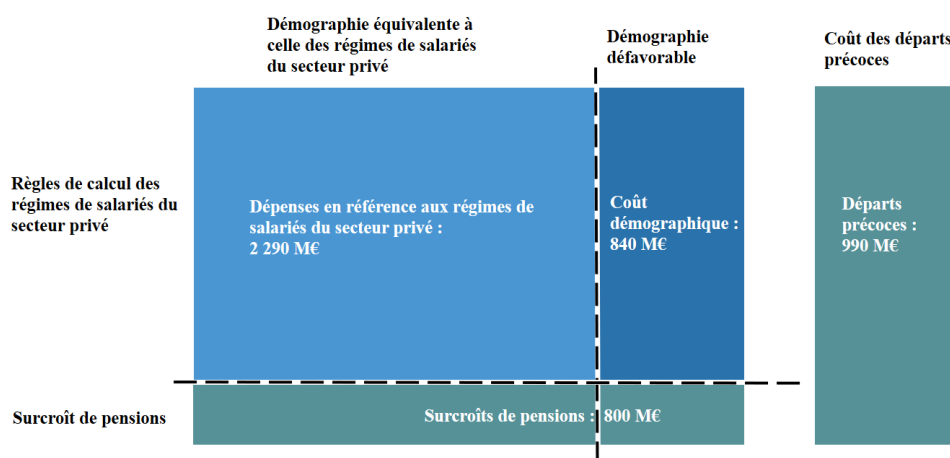 Démographie équivalente à
celle des régimes de salariés
du secteur privé
Démographie
défavorable
Coût des départs
précoces
Règles de calcul des
régimes de salariés du
secteur privé
Dépenses en référence aux régimes de
salariés du secteur privé :
2 290 M€
Coût
démographique :
840 M€
Départs
précoces :
990 M€
Surcroît de pensions
Surcroîts de pensions : 800 M€